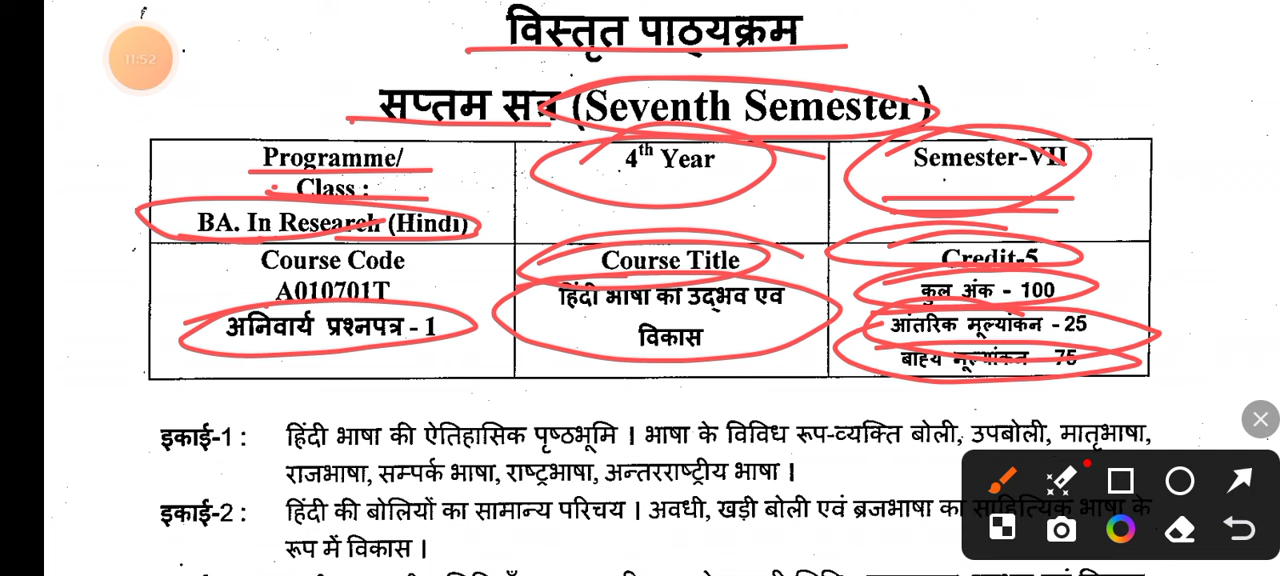 11:52
विस्तृत पाठ्यक्रम
सप्तम सत्र (Seventh Semester)
Programme/
Class :
BA. In Research (Hindi)
4th Year
Semester-VII
Course Code
A010701T
अनिवार्य प्रश्नपत्र - 1
Course Title
हिंदी भाषा का उद्भव एवं
विकास
Credit-5
कुल अंक - 100
आंतरिक मूल्यांकन - 25
बाह्य मूल्यांकन 75
इकाई-1 : हिंदी भाषा की ऐतिहासिक पृष्ठभूमि । भाषा के विविध रूप-व्यक्ति बोली, उपबोली, मातृभाषा,
राजभाषा, सम्पर्क भाषा, राष्ट्रभाषा, अन्तरराष्ट्रीय भाषा ।
इकाई-2 : हिंदी की बोलियों का सामान्य परिचय । अवधी, खड़ी बोली एवं ब्रजभाषा का साहित्यिक भाषा के
रूप में विकास ।